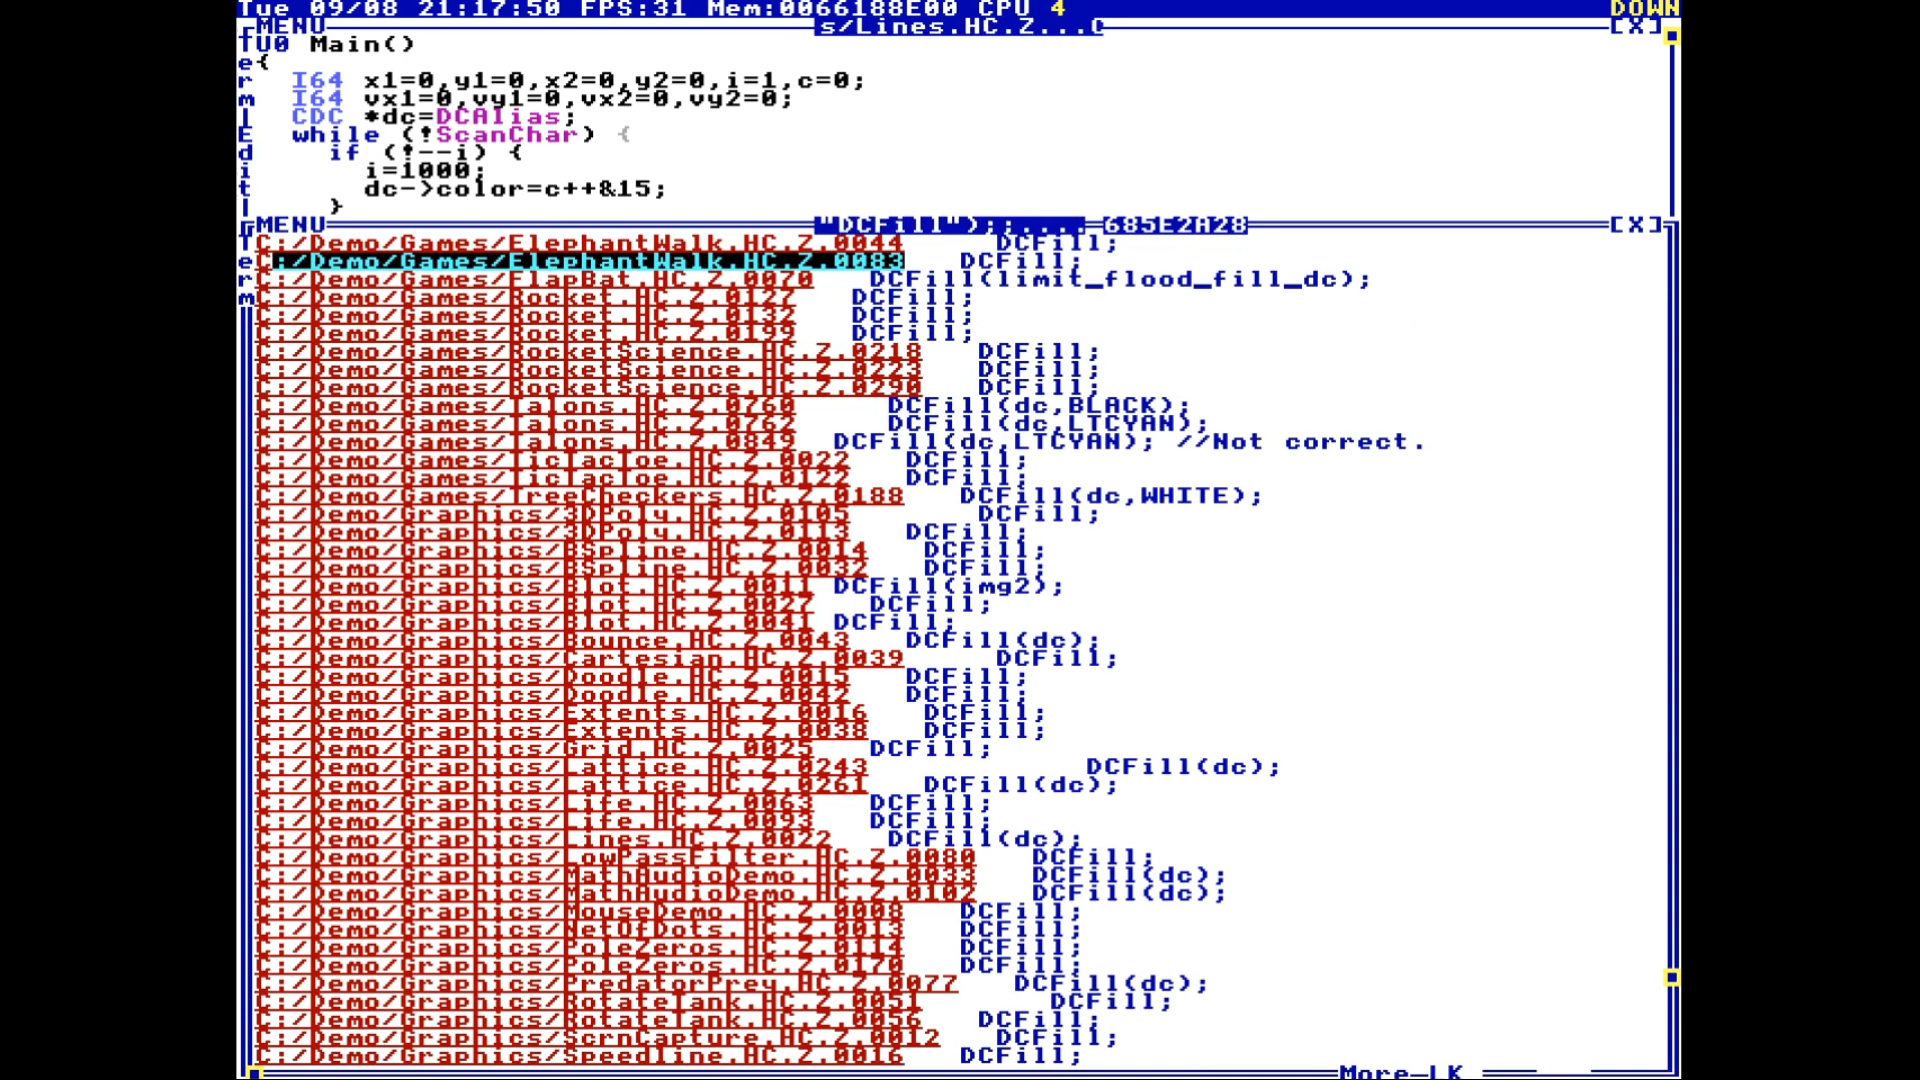 Tue 09/08 21:17:50 FPS:31 Mem:0066188E00 CPU 4 DOWN
MENU s/Lines.HC.Z...C [X]
U0 Main()
{
I64 x1=0,y1=0,x2=0,y2=0,i=1,c=0;
I64 vx1=0,vy1=0,vx2=0,vy2=0;
CDC *dc=DCAlias;
while (!ScanChar) {
if (!--i) {
i=1000;
dc->color=c++&15;
}
MENU "DCFill");;.... 685E2A28 [X]
C:/Demo/Games/ElephantWalk.HC.Z,0044 DCFill;
C:/Demo/Games/ElephantWalk.HC.Z,0083 DCFill;
C:/Demo/Games/FlapBat.HC.Z,0070 DCFill(limit_flood_fill_dc);
C:/Demo/Games/Rocket.HC.Z,0127 DCFill;
C:/Demo/Games/Rocket.HC.Z,0132 DCFill;
C:/Demo/Games/Rocket.HC.Z,0199 DCFill;
C:/Demo/Games/RocketScience.HC.Z,0218 DCFill;
C:/Demo/Games/RocketScience.HC.Z,0223 DCFill;
C:/Demo/Games/RocketScience.HC.Z,0290 DCFill;
C:/Demo/Games/Talons.HC.Z,0760 DCFill(dc,BLACK);
C:/Demo/Games/Talons.HC.Z,0762 DCFill(dc,LTCYAN);
C:/Demo/Games/Talons.HC.Z,0849 DCFill(dc,LTCYAN); //Not correct.
C:/Demo/Games/TicTacToe.HC.Z,0022 DCFill;
C:/Demo/Games/TicTacToe.HC.Z,0122 DCFill;
C:/Demo/Games/TreeCheckers.HC.Z,0188 DCFill(dc,WHITE);
C:/Demo/Graphics/3DPoly.HC.Z,0105 DCFill;
C:/Demo/Graphics/3DPoly.HC.Z,0113 DCFill;
C:/Demo/Graphics/BSpline.HC.Z,0014 DCFill;
C:/Demo/Graphics/BSpline.HC.Z,0032 DCFill;
C:/Demo/Graphics/Blot.HC.Z,0011 DCFill(img2);
C:/Demo/Graphics/Blot.HC.Z,0027 DCFill;
C:/Demo/Graphics/Blot.HC.Z,0041 DCFill;
C:/Demo/Graphics/Bounce.HC.Z,0043 DCFill(dc);
C:/Demo/Graphics/Cartesian.HC.Z,0039 DCFill;
C:/Demo/Graphics/Doodle.HC.Z,0015 DCFill;
C:/Demo/Graphics/Doodle.HC.Z,0042 DCFill;
C:/Demo/Graphics/Extents.HC.Z,0016 DCFill;
C:/Demo/Graphics/Extents.HC.Z,0038 DCFill;
C:/Demo/Graphics/Grid.HC.Z,0025 DCFill;
C:/Demo/Graphics/Lattice.HC.Z,0243 DCFill(dc);
C:/Demo/Graphics/Lattice.HC.Z,0261 DCFill(dc);
C:/Demo/Graphics/Life.HC.Z,0063 DCFill;
C:/Demo/Graphics/Life.HC.Z,0093 DCFill;
C:/Demo/Graphics/Lines.HC.Z,0022 DCFill(dc);
C:/Demo/Graphics/LowPassFilter.HC.Z,0080 DCFill;
C:/Demo/Graphics/MathAudioDemo.HC.Z,0033 DCFill(dc);
C:/Demo/Graphics/MathAudioDemo.HC.Z,0102 DCFill(dc);
C:/Demo/Graphics/MouseDemo.HC.Z,0008 DCFill;
C:/Demo/Graphics/NetOfDots.HC.Z,0013 DCFill;
C:/Demo/Graphics/PoleZeros.HC.Z,0114 DCFill;
C:/Demo/Graphics/PoleZeros.HC.Z,0170 DCFill;
C:/Demo/Graphics/PredatorPrey.HC.Z,0077 DCFill(dc);
C:/Demo/Graphics/RotateTank.HC.Z,0051 DCFill;
C:/Demo/Graphics/RotateTank.HC.Z,0056 DCFill;
C:/Demo/Graphics/ScrnCapture.HC.Z,0012 DCFill;
C:/Demo/Graphics/Speedline.HC.Z,0016 DCFill;
More-LK